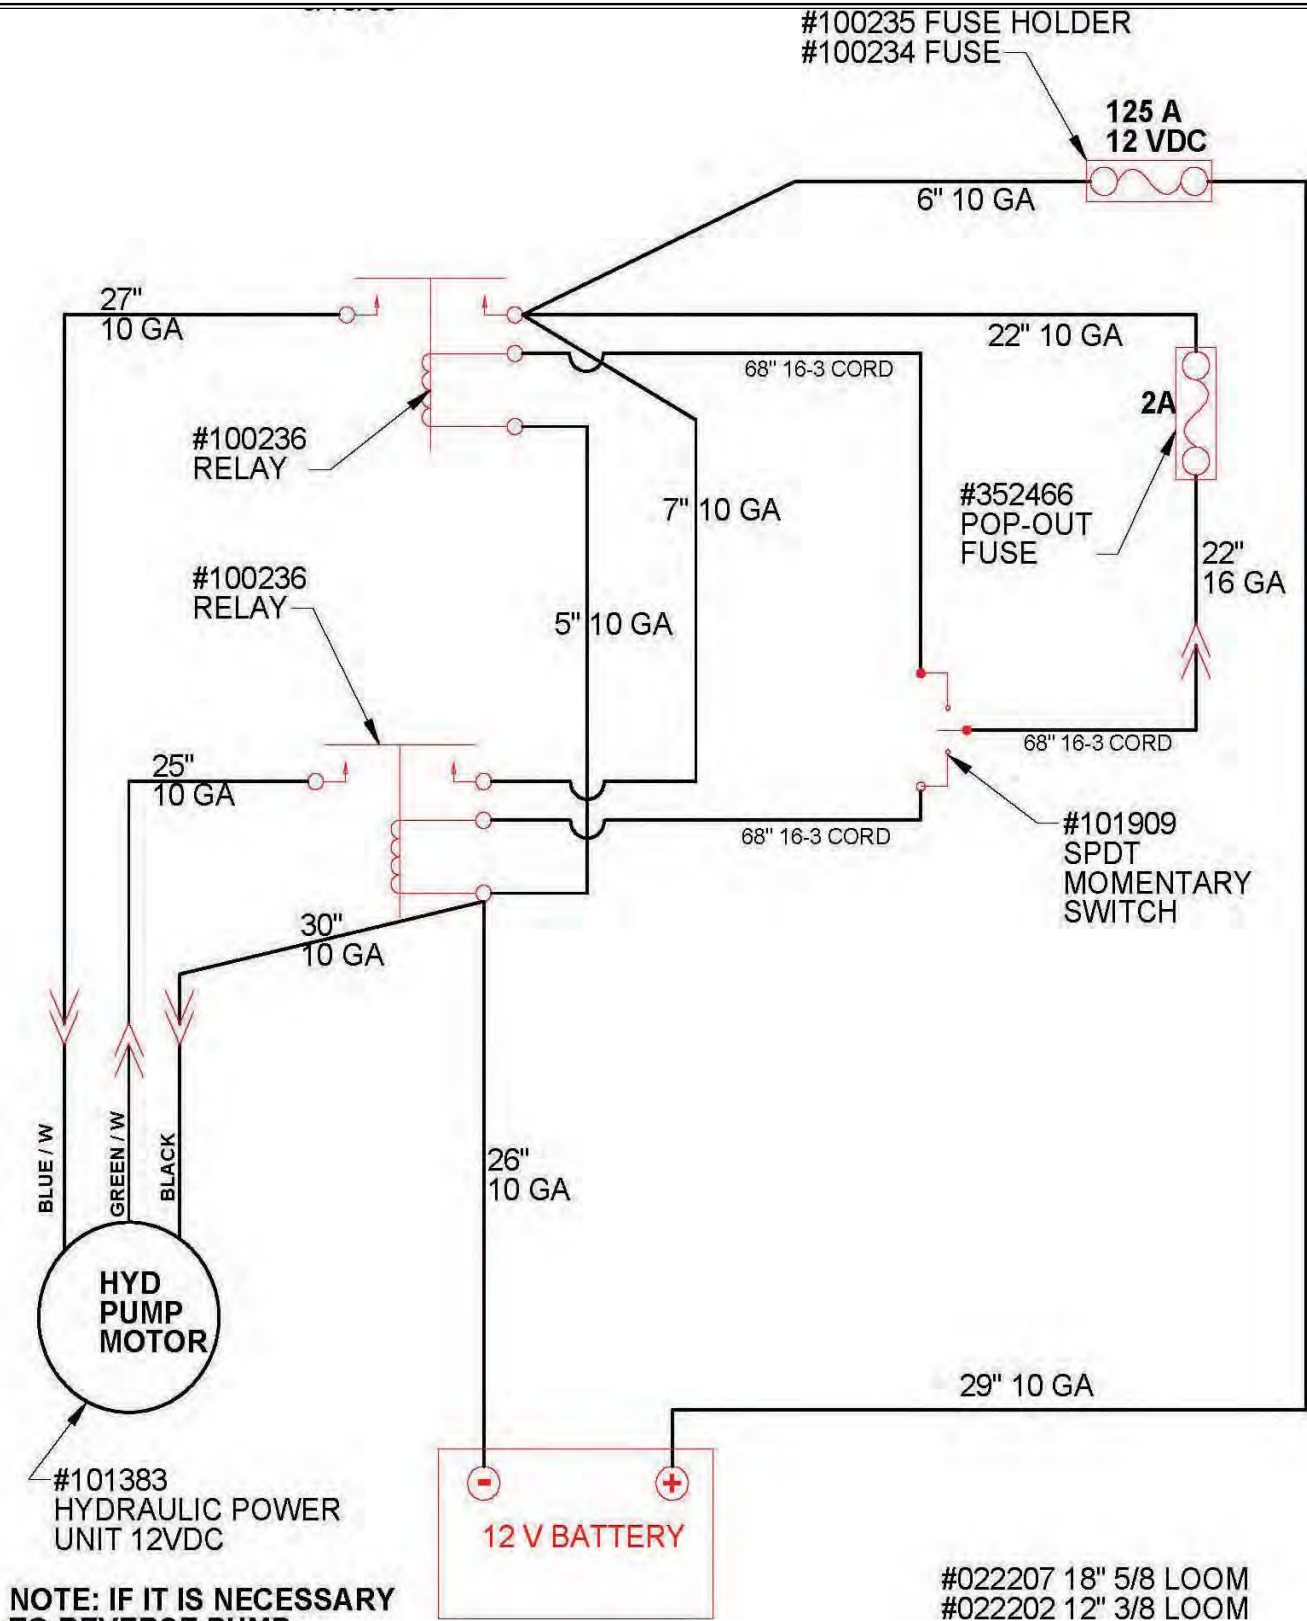 #100235 FUSE HOLDER
#100234 FUSE
125 A
12 VDC
6" 10 GA
27"
10 GA
22" 10 GA
68" 16-3 CORD
2A
#100236
RELAY
7" 10 GA
#352466
POP-OUT
FUSE
22"
16 GA
#100236
RELAY
5" 10 GA
68" 16-3 CORD
25"
10 GA
68" 16-3 CORD
#101909
SPDT
MOMENTARY
SWITCH
30"
10 GA
BLUE / W
GREEN / W
BLACK
26"
10 GA
HYD
PUMP
MOTOR
29" 10 GA
#101383
HYDRAULIC POWER
UNIT 12VDC
-
+
12 V BATTERY
NOTE: IF IT IS NECESSARY
TO REVERSE PUMP
#022207 18" 5/8 LOOM
#022202 12" 3/8 LOOM